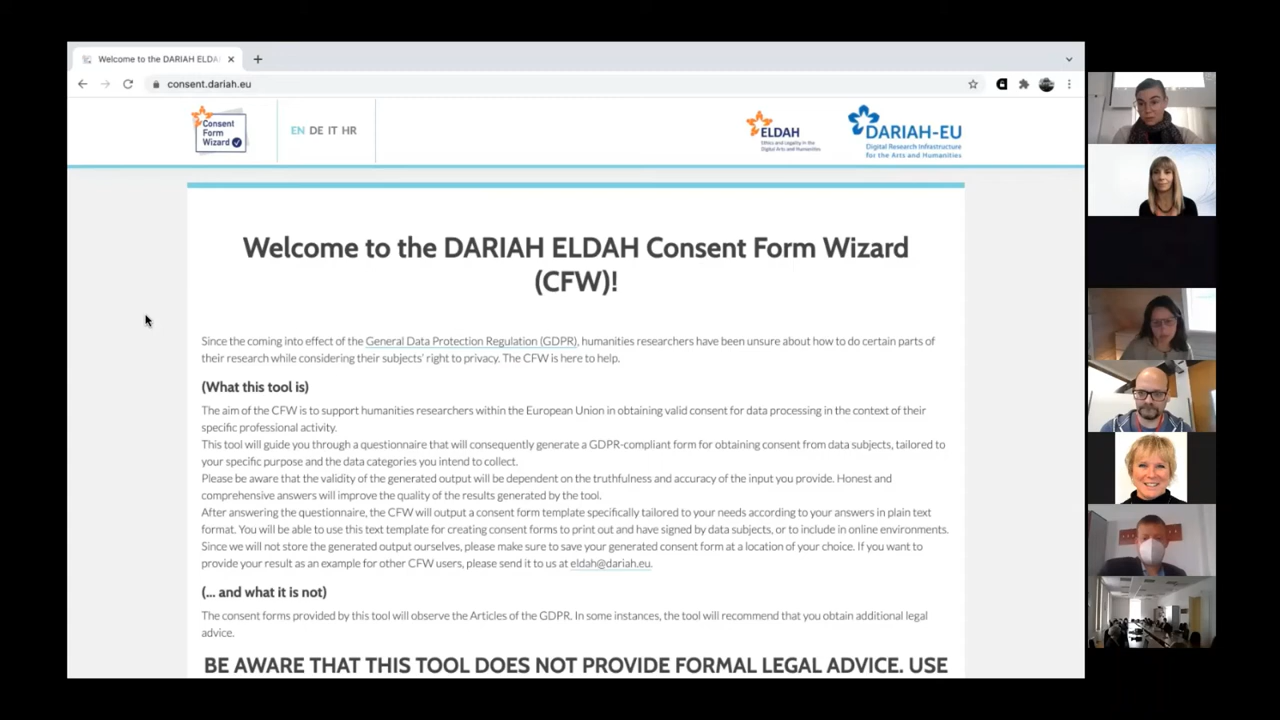 Welcome to the DARIAH ELDA
consent.dariah.eu
Consent
Form
Wizard
EN DE IT HR
ELDAH
Ethics and Legality in the
Digital Arts and Humanities
DARIAH-EU
Digital Research Infrastructure
for the Arts and Humanities
Welcome to the DARIAH ELDAH Consent Form Wizard
(CFW)!
Since the coming into effect of the General Data Protection Regulation (GDPR), humanities researchers have been unsure about how to do certain parts of
their research while considering their subjects' right to privacy. The CFW is here to help.
(What this tool is)
The aim of the CFW is to support humanities researchers within the European Union in obtaining valid consent for data processing in the context of their
specific professional activity.
This tool will guide you through a questionnaire that will consequently generate a GDPR-compliant form for obtaining consent from data subjects, tailored to
your specific purpose and the data categories you intend to collect.
Please be aware that the validity of the generated output will be dependent on the truthfulness and accuracy of the input you provide. Honest and
comprehensive answers will improve the quality of the results generated by the tool.
After answering the questionnaire, the CFW will output a consent form template specifically tailored to your needs according to your answers in plain text
format. You will be able to use this text template for creating consent forms to print out and have signed by data subjects, or to include in online environments.
Since we will not store the generated output ourselves, please make sure to save your generated consent form at a location of your choice. If you want to
provide your result as an example for other CFW users, please send it to us at eldah@dariah.eu.
(... and what it is not)
The consent forms provided by this tool will observe the Articles of the GDPR. In some instances, the tool will recommend that you obtain additional legal
advice.
BE AWARE THAT THIS TOOL DOES NOT PROVIDE FORMAL LEGAL ADVICE. USE